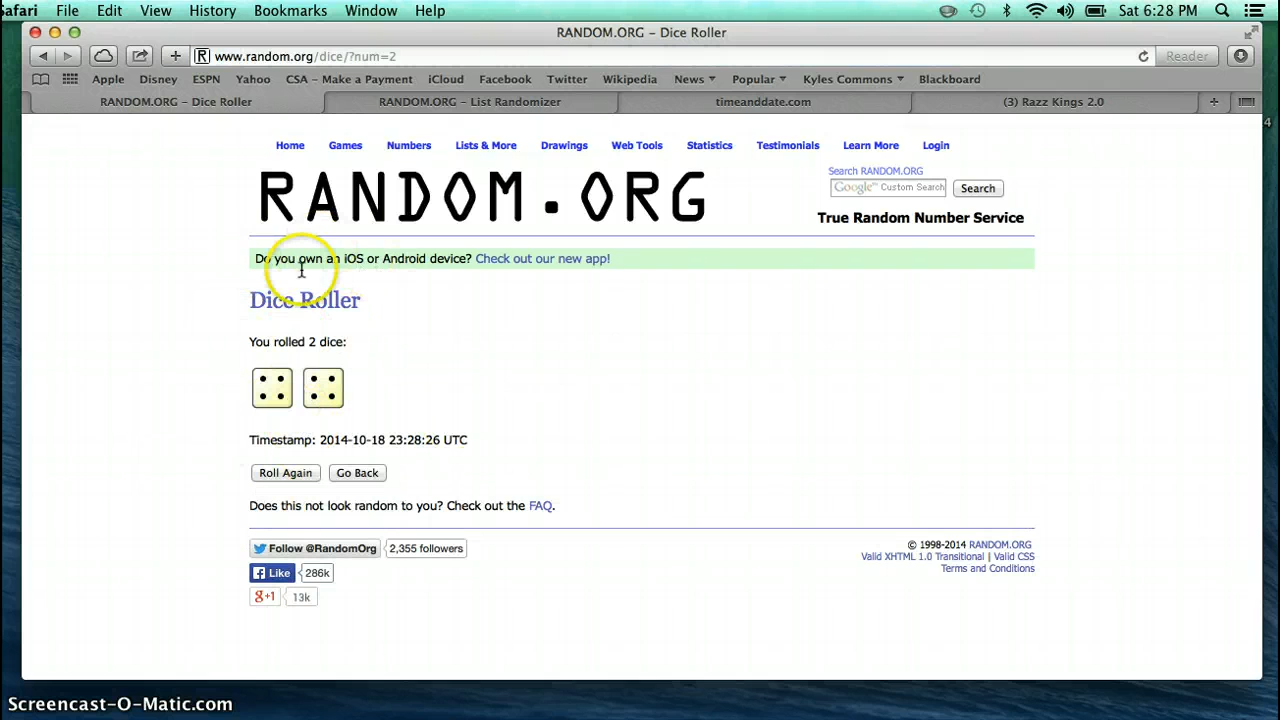 Safari File Edit View History Bookmarks Window Help Sat 6:28 PM
RANDOM.ORG - Dice Roller
R www.random.org/dice/?num=2 Reader
Apple Disney ESPN Yahoo CSA - Make a Payment iCloud Facebook Twitter Wikipedia News Popular Kyles Commons Blackboard
RANDOM.ORG - Dice Roller RANDOM.ORG - List Randomizer timeanddate.com (3) Razz Kings 2.0 +
4
Home Games Numbers Lists & More Drawings Web Tools Statistics Testimonials Learn More Login
Search RANDOM.ORG
Google™ Custom Search Search
RANDOM.ORG
True Random Number Service
Do you own an iOS or Android device? Check out our new app!
Dice Roller
You rolled 2 dice:
Timestamp: 2014-10-18 23:28:26 UTC
Roll Again Go Back
Does this not look random to you? Check out the FAQ.
Follow @RandomOrg 2,355 followers
Like 286k
g+1 13k
© 1998-2014 RANDOM.ORG
Valid XHTML 1.0 Transitional | Valid CSS
Terms and Conditions
Screencast-O-Matic.com